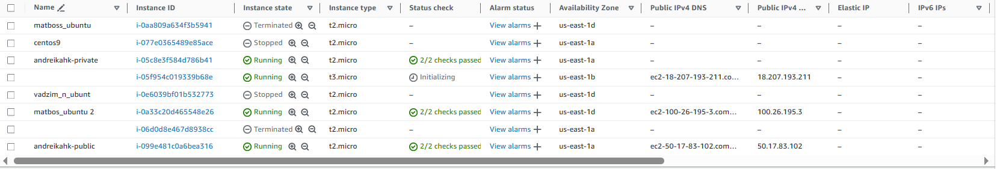 Name Instance ID Instance state Instance type Status check Alarm status Availability Zone Public IPv4 DNS Public IPv4 ... Elastic IP IPv6 IPs
matboss_ubuntu i-0aa809a634f3b5941 Terminated t2.micro – View alarms + us-east-1d – – – –
centos9 i-077e0365489e85ace Stopped t2.micro – View alarms + us-east-1a – – – –
andreikahk-private i-05c8e3f584d786b41 Running t2.micro 2/2 checks passed View alarms + us-east-1a – – – –
i-05f954c019339b68e Running t3.micro Initializing View alarms + us-east-1b ec2-18-207-193-211.co... 18.207.193.211 – –
vadzim_n_ubunt i-0e6039bf01b532773 Stopped t2.micro – View alarms + us-east-1d – – – –
matbos_ubuntu 2 i-0a33c20d465548e26 Running t2.micro 2/2 checks passed View alarms + us-east-1d ec2-100-26-195-3.com... 100.26.195.3 – –
i-06d0d8e467d8938cc Terminated t2.micro – View alarms + us-east-1a – – – –
andreikahk-public i-099e481c0a6bea316 Running t2.micro 2/2 checks passed View alarms + us-east-1a ec2-50-17-83-102.com... 50.17.83.102 – –